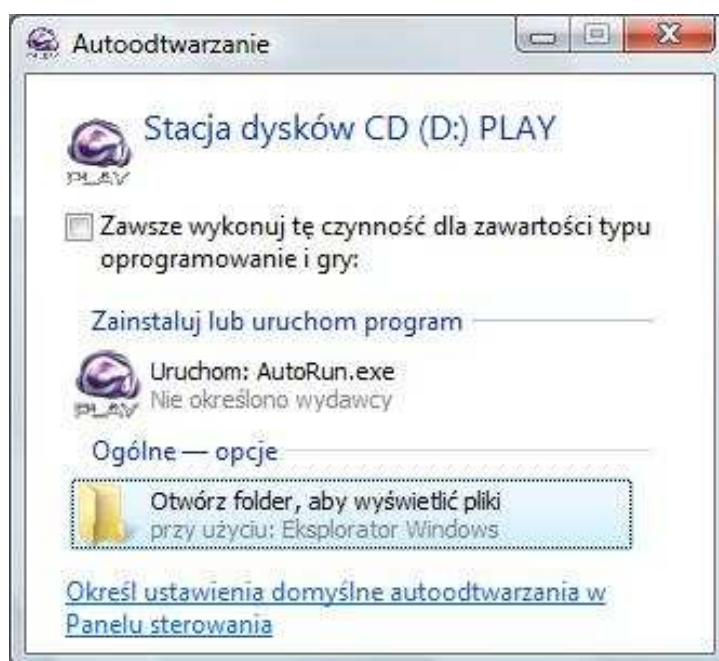 Autoodtwarzanie
Stacja dysków CD (D:) PLAY
PLAY
Zawsze wykonuj tę czynność dla zawartości typu
oprogramowanie i gry:
Zainstaluj lub uruchom program
Uruchom: AutoRun.exe
PLAY
Nie określono wydawcy
Ogólne — opcje
Otwórz folder, aby wyświetlić pliki
przy użyciu: Eksplorator Windows
Określ ustawienia domyślne autoodtwarzania w
Panelu sterowania